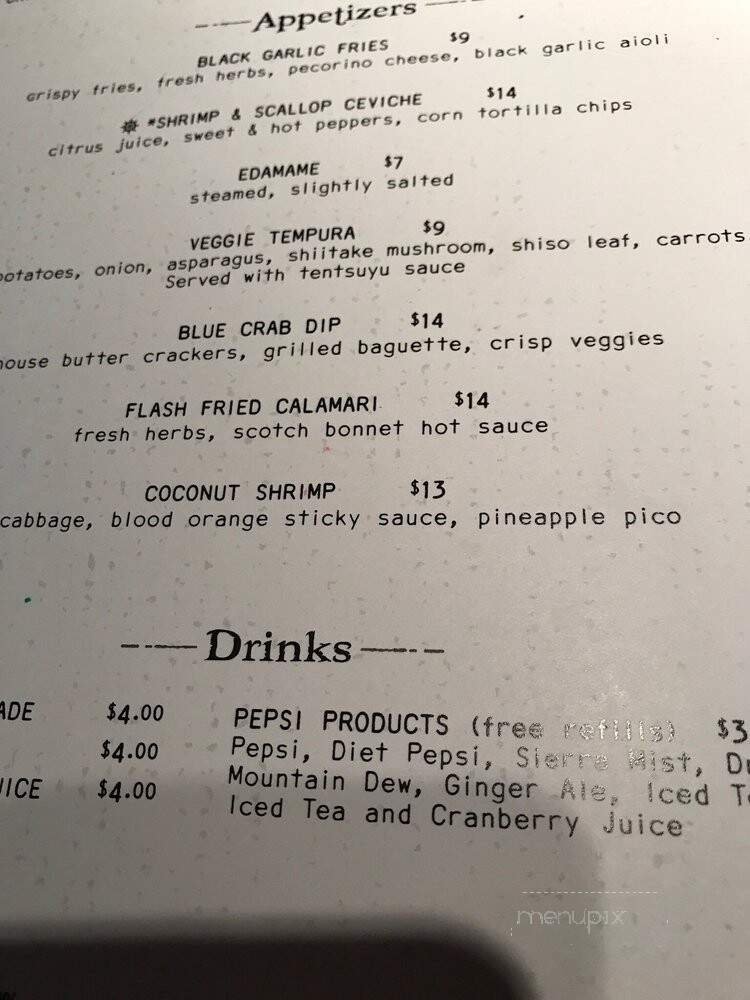 Appetizers
BLACK GARLIC FRIES $9
crispy fries, fresh herbs, pecorino cheese, black garlic aioli
*SHRIMP & SCALLOP CEVICHE $14
citrus juice, sweet & hot peppers, corn tortilla chips
EDAMAME $7
steamed, slightly salted
VEGGIE TEMPURA $9
potatoes, onion, asparagus, shiitake mushroom, shiso leaf, carrots
Served with tentsuyu sauce
BLUE CRAB DIP $14
house butter crackers, grilled baguette, crisp veggies
FLASH FRIED CALAMARI $14
fresh herbs, scotch bonnet hot sauce
COCONUT SHRIMP $13
cabbage, blood orange sticky sauce, pineapple pico
Drinks
ADE $4.00
$4.00
UICE $4.00
PEPSI PRODUCTS (free refills) $3
Pepsi, Diet Pepsi, Sierra Mist,
Mountain Dew, Ginger Ale, Iced
Iced Tea and Cranberry Juice
menupix